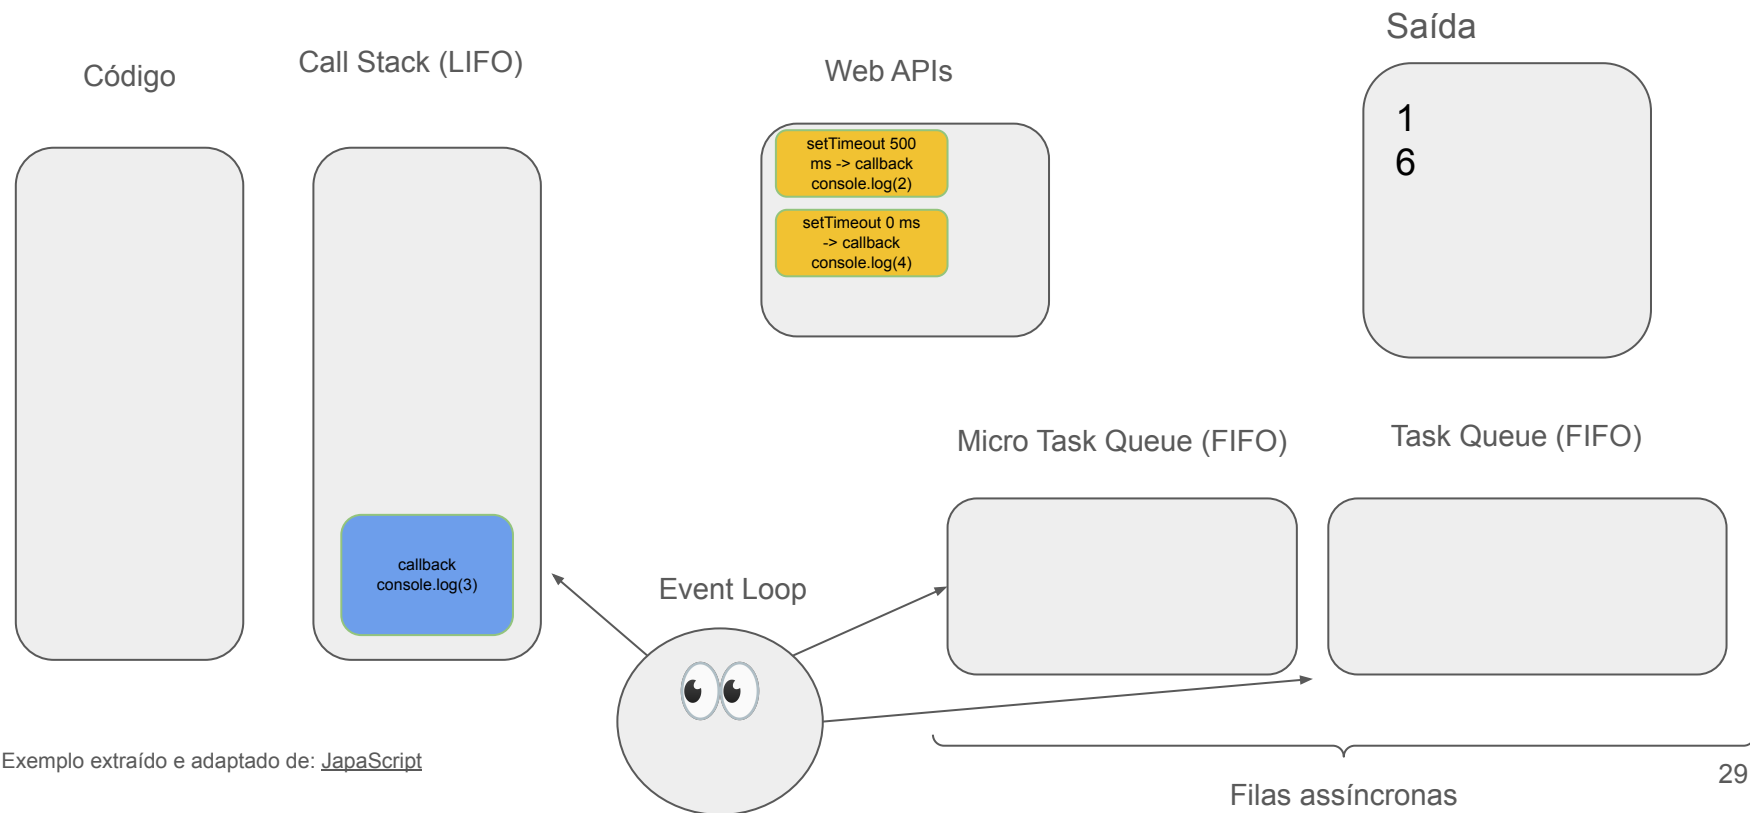 Código
Call Stack (LIFO)
callback
console.log(3)
Web APIs
setTimeout 500
ms -> callback
console.log(2)
setTimeout 0 ms
-> callback
console.log(4)
Saída
1
6
Micro Task Queue (FIFO)
Task Queue (FIFO)
Event Loop
Filas assíncronas
Exemplo extraído e adaptado de: JapaScript
29